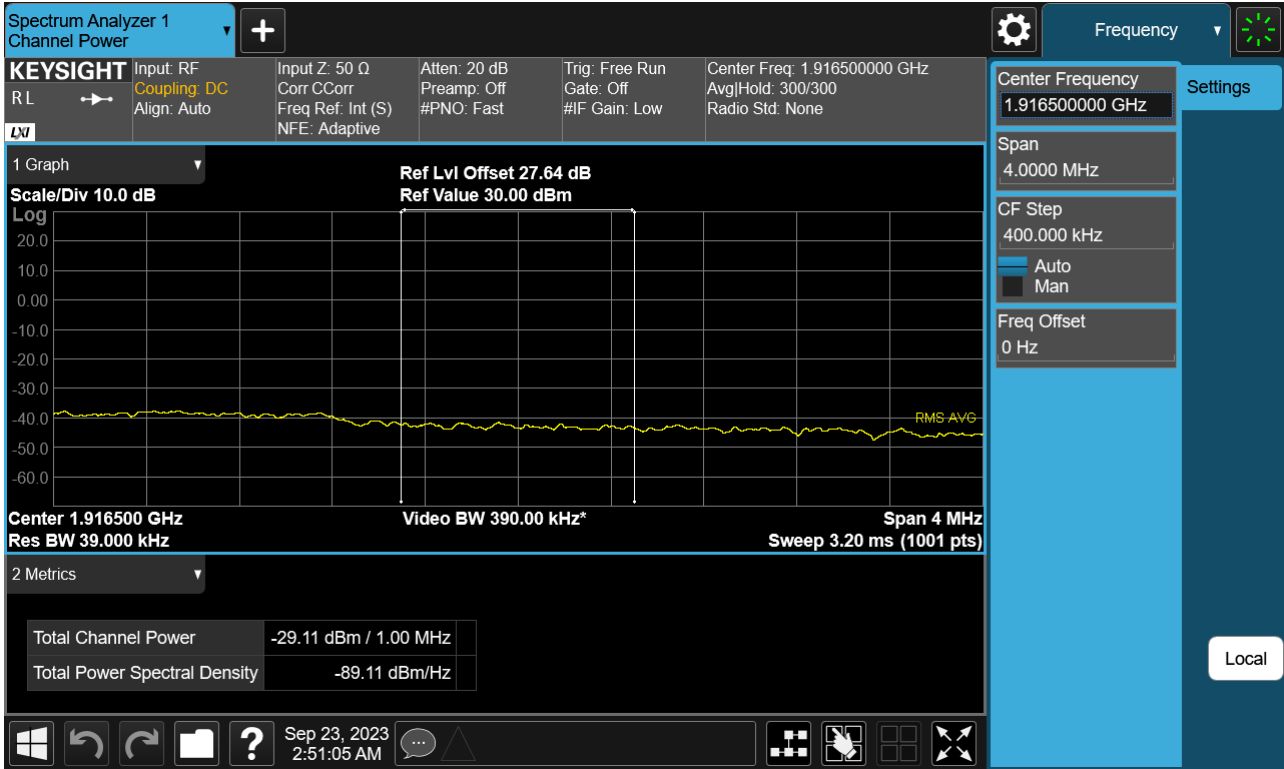 Spectrum Analyzer 1
Channel Power
Frequency
KEYSIGHT
R L
LXI
Input: RF
Coupling: DC
Align: Auto
Input Z: 50 Ω
Corr CCorr
Freq Ref: Int (S)
NFE: Adaptive
Atten: 20 dB
Preamp: Off
#PNO: Fast
Trig: Free Run
Gate: Off
#IF Gain: Low
Center Freq: 1.916500000 GHz
Avg|Hold: 300/300
Radio Std: None
Center Frequency
1.916500000 GHz
Settings
Span
4.0000 MHz
CF Step
400.000 kHz
Auto
Man
Freq Offset
0 Hz
Local
1 Graph
Scale/Div 10.0 dB
Ref Lvl Offset 27.64 dB
Ref Value 30.00 dBm
Log
20.0
10.0
0.00
-10.0
-20.0
-30.0
-40.0
-50.0
-60.0
RMS AVG
Center 1.916500 GHz
Video BW 390.00 kHz*
Span 4 MHz
Res BW 39.000 kHz
Sweep 3.20 ms (1001 pts)
2 Metrics
Total Channel Power -29.11 dBm / 1.00 MHz
Total Power Spectral Density -89.11 dBm/Hz
?
Sep 23, 2023
2:51:05 AM